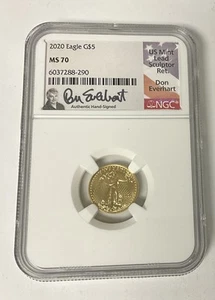 2020 Eagle G$5
MS 70
6037288-290
Authentic Hand-Signed
US Mint
Lead
Sculptor
Ret.
Don
Everhart
NGC